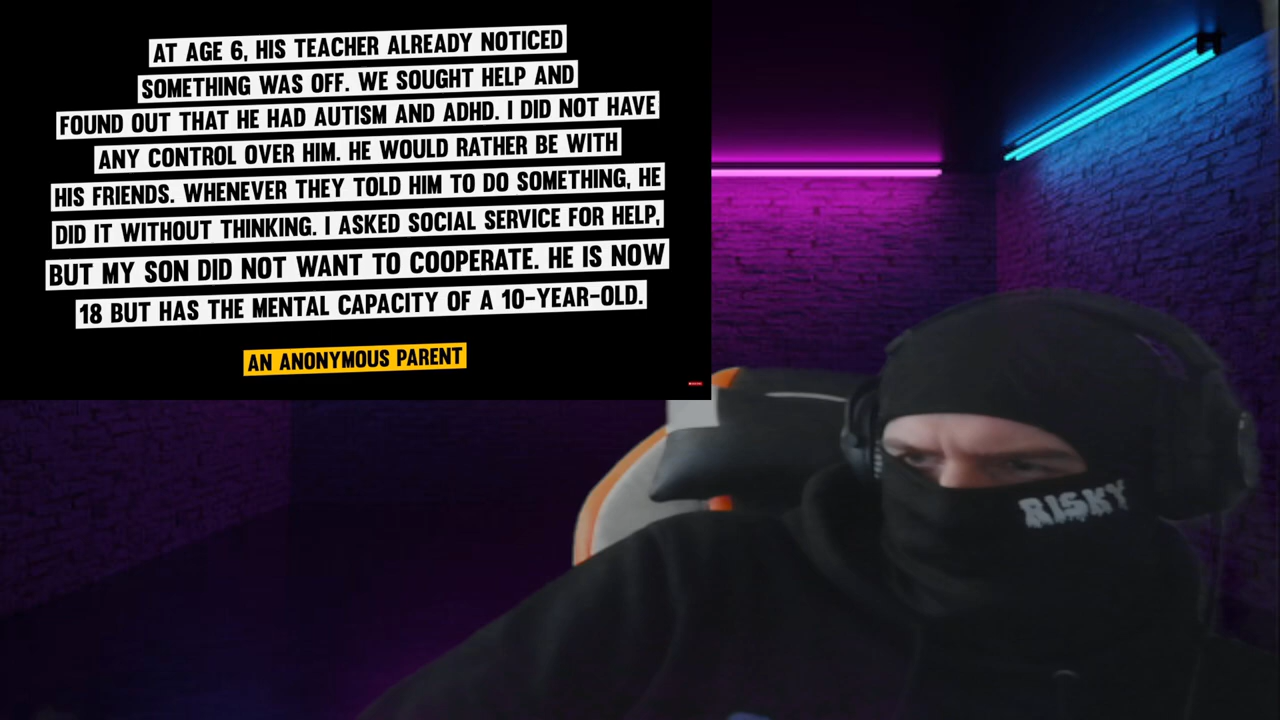 AT AGE 6, HIS TEACHER ALREADY NOTICED
SOMETHING WAS OFF. WE SOUGHT HELP AND
FOUND OUT THAT HE HAD AUTISM AND ADHD. I DID NOT HAVE
ANY CONTROL OVER HIM. HE WOULD RATHER BE WITH
HIS FRIENDS. WHENEVER THEY TOLD HIM TO DO SOMETHING, HE
DID IT WITHOUT THINKING. I ASKED SOCIAL SERVICE FOR HELP,
BUT MY SON DID NOT WANT TO COOPERATE. HE IS NOW
18 BUT HAS THE MENTAL CAPACITY OF A 10-YEAR-OLD.
AN ANONYMOUS PARENT
RISKY